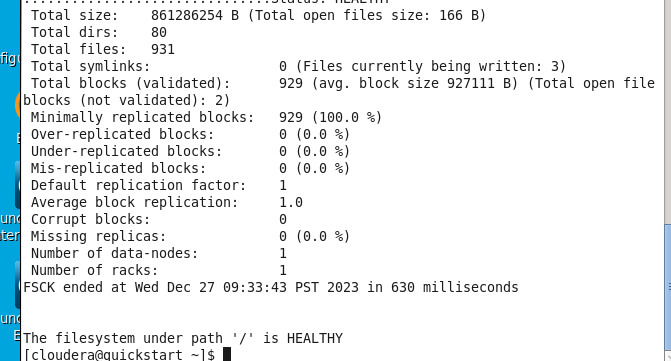 ................................Status: HEALTHY
Total size:    861286254 B (Total open files size: 166 B)
Total dirs:    80
Total files:   931
Total symlinks:                0 (Files currently being written: 3)
Total blocks (validated):      929 (avg. block size 927111 B) (Total open file
blocks (not validated): 2)
Minimally replicated blocks:   929 (100.0 %)
Over-replicated blocks:        0 (0.0 %)
Under-replicated blocks:       0 (0.0 %)
Mis-replicated blocks:         0 (0.0 %)
Default replication factor:    1
Average block replication:     1.0
Corrupt blocks:                0
Missing replicas:              0 (0.0 %)
Number of data-nodes:          1
Number of racks:               1
FSCK ended at Wed Dec 27 09:33:43 PST 2023 in 630 milliseconds
The filesystem under path '/' is HEALTHY
[cloudera@quickstart ~]$